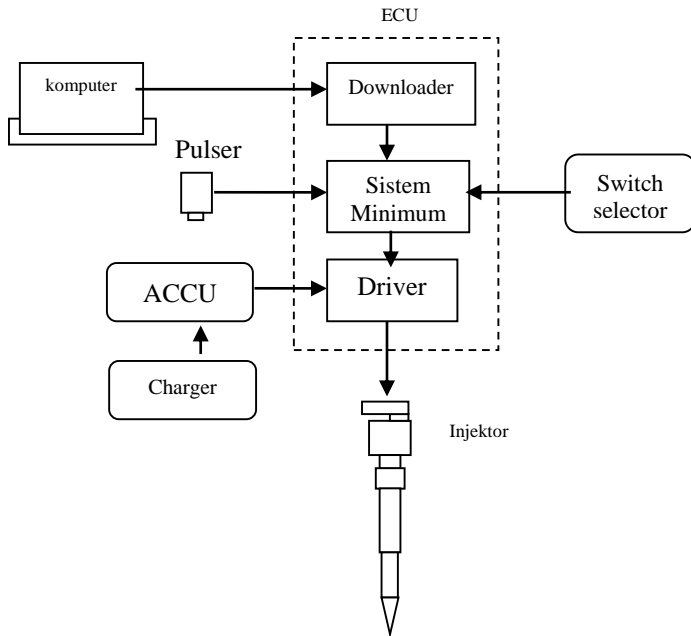 ECU
komputer
Downloader
Pulser
Sistem
Minimum
Switch
selector
ACCU
Driver
Charger
Injektor